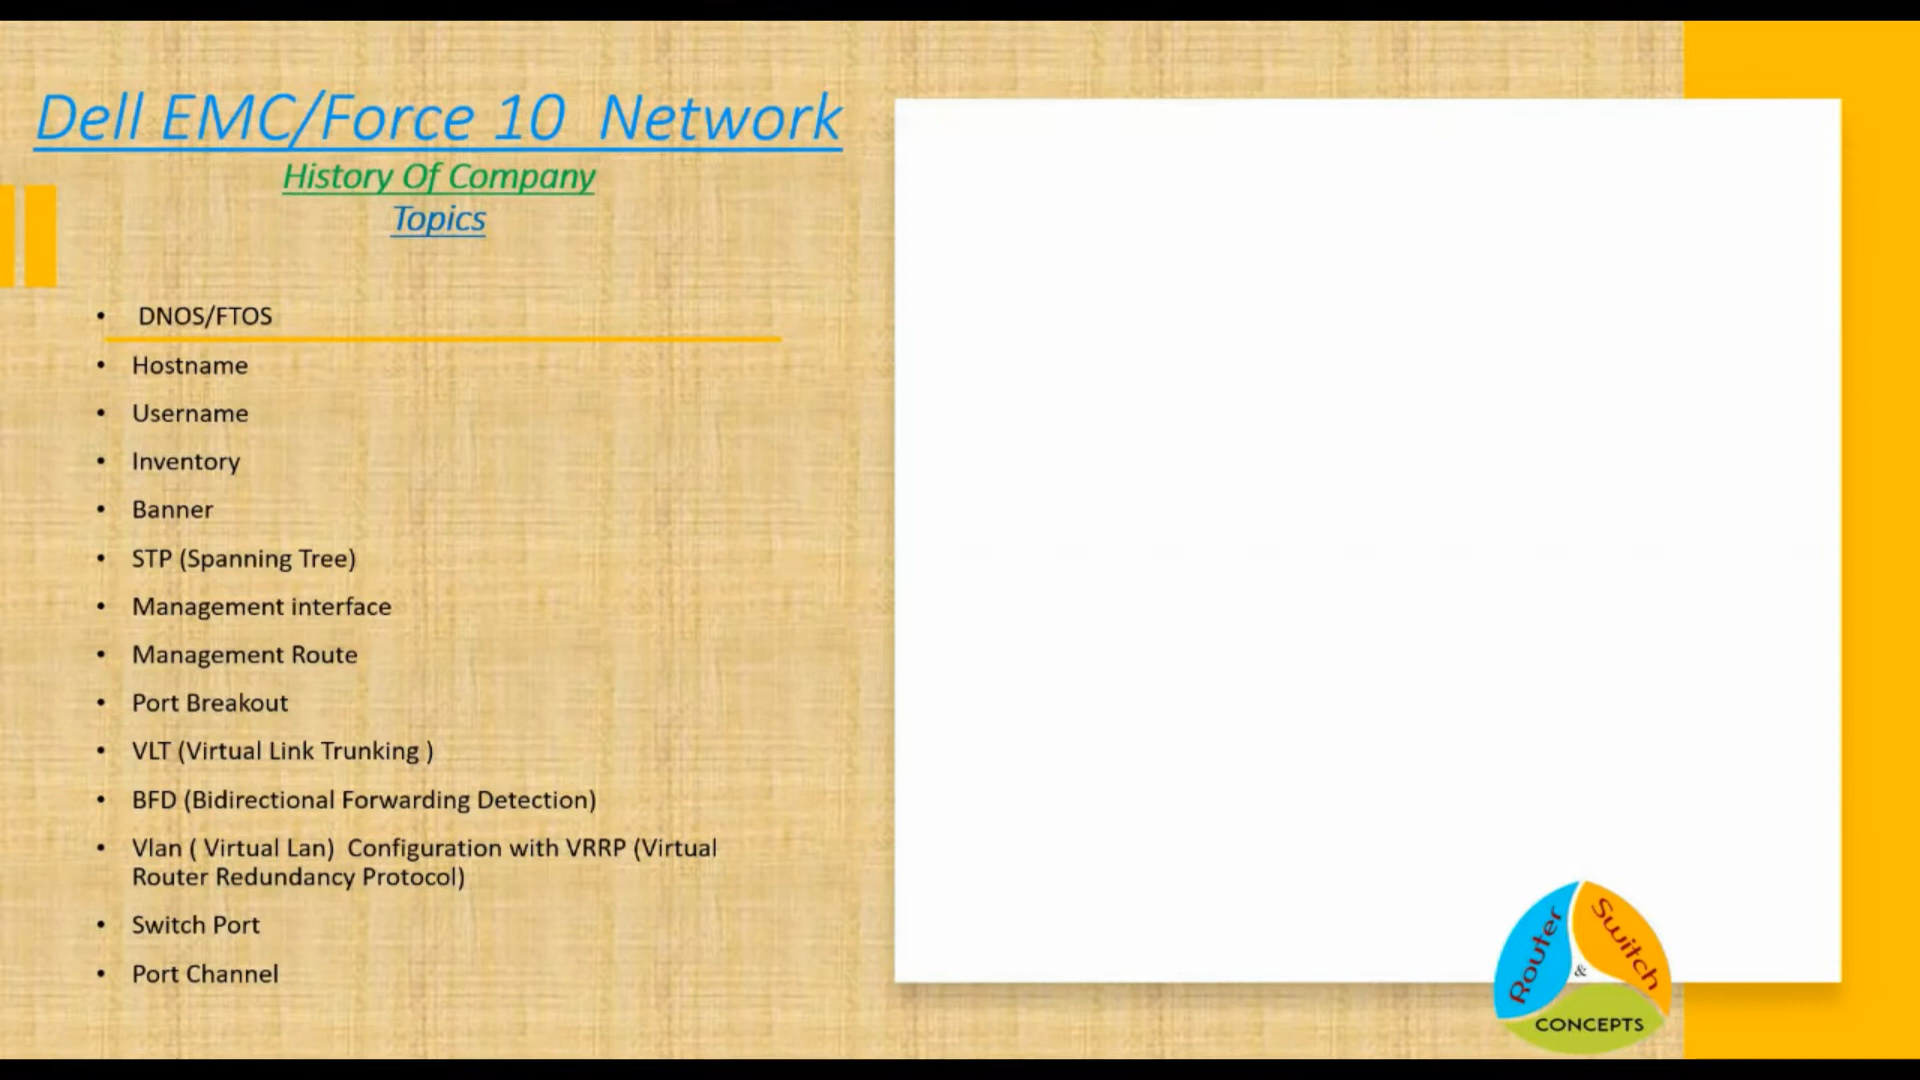 Dell EMC/Force 10 Network
History Of Company
Topics
• DNOS/FTOS
• Hostname
• Username
• Inventory
• Banner
• STP (Spanning Tree)
• Management interface
• Management Route
• Port Breakout
• VLT (Virtual Link Trunking )
• BFD (Bidirectional Forwarding Detection)
• Vlan ( Virtual Lan) Configuration with VRRP (Virtual
Router Redundancy Protocol)
• Switch Port
• Port Channel
Router
&
Switch
CONCEPTS